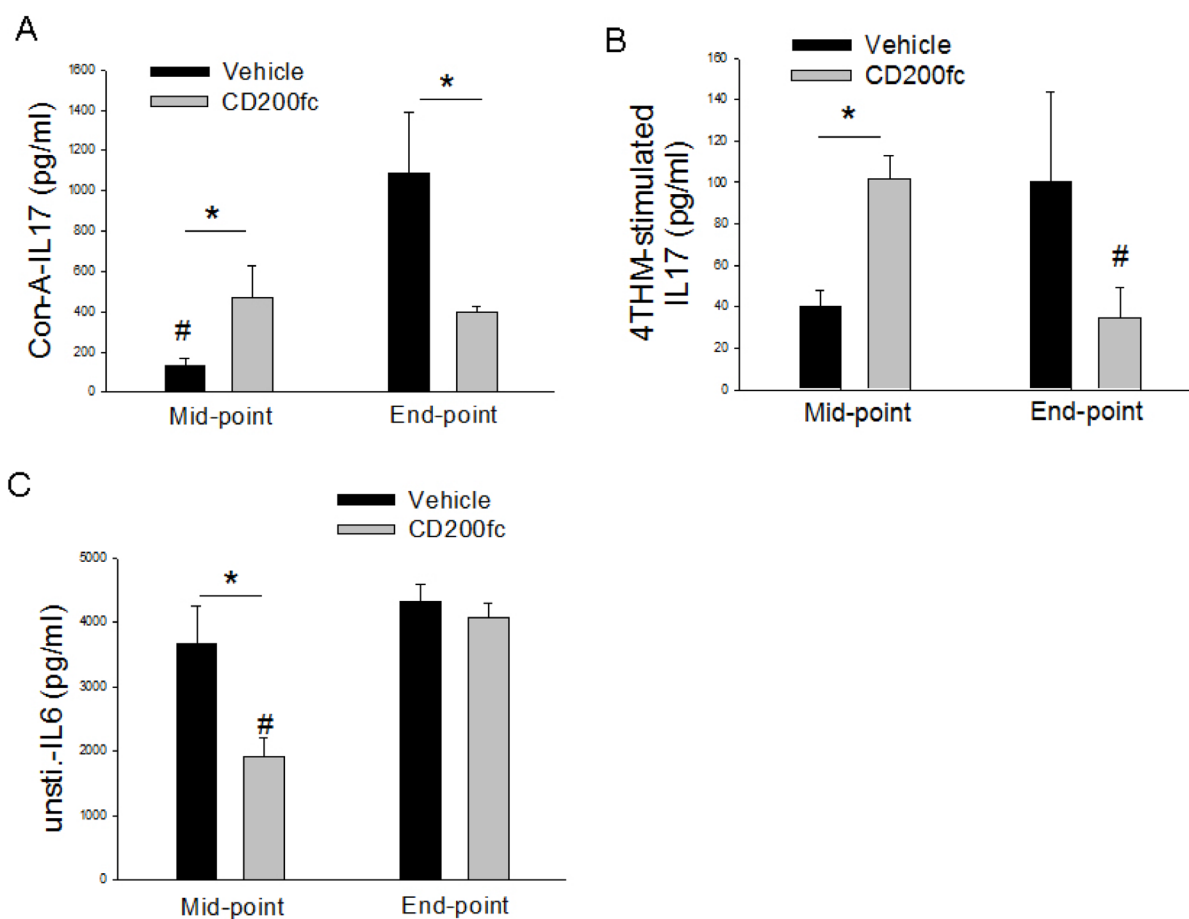 A
Vehicle
CD200fc
Con-A-IL17 (pg/ml)
1600
1400
1200
1000
800
600
400
200
0
*
*
#
Mid-point
End-point
B
Vehicle
CD200fc
4THM-stimulated
IL17 (pg/ml)
160
140
120
100
80
60
40
20
0
*
#
Mid-point
End-point
C
Vehicle
CD200fc
unsti.-IL6 (pg/ml)
5000
4000
3000
2000
1000
0
*
#
Mid-point
End-point